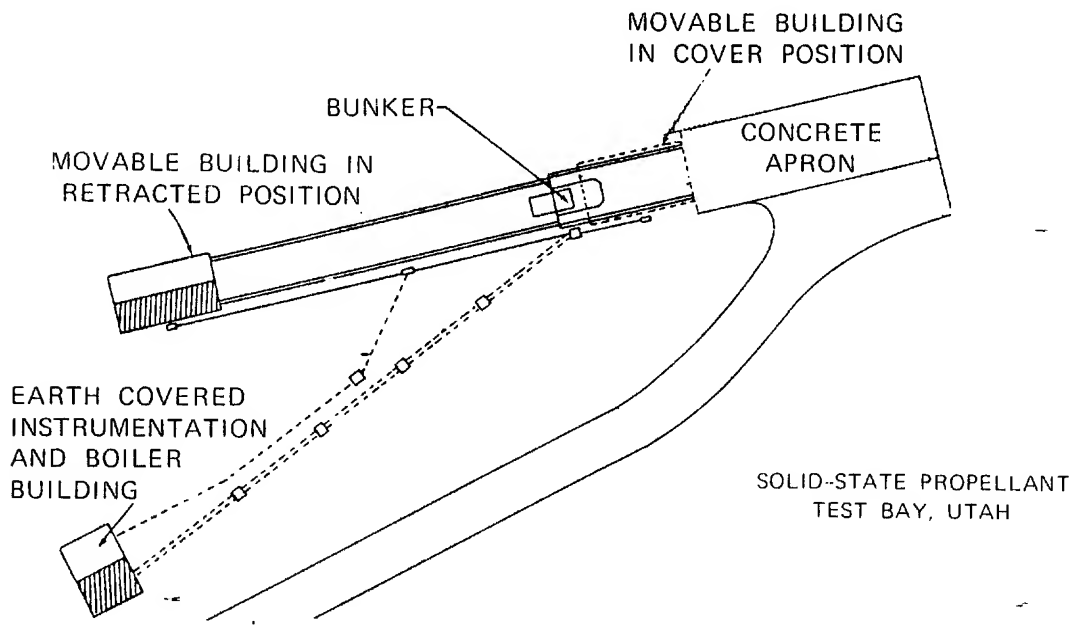 MOVABLE BUILDING
IN COVER POSITION
BUNKER
CONCRETE
APRON
MOVABLE BUILDING IN
RETRACTED POSITION
EARTH COVERED
INSTRUMENTATION
AND BOILER
BUILDING
SOLID-STATE PROPELLANT
TEST BAY, UTAH